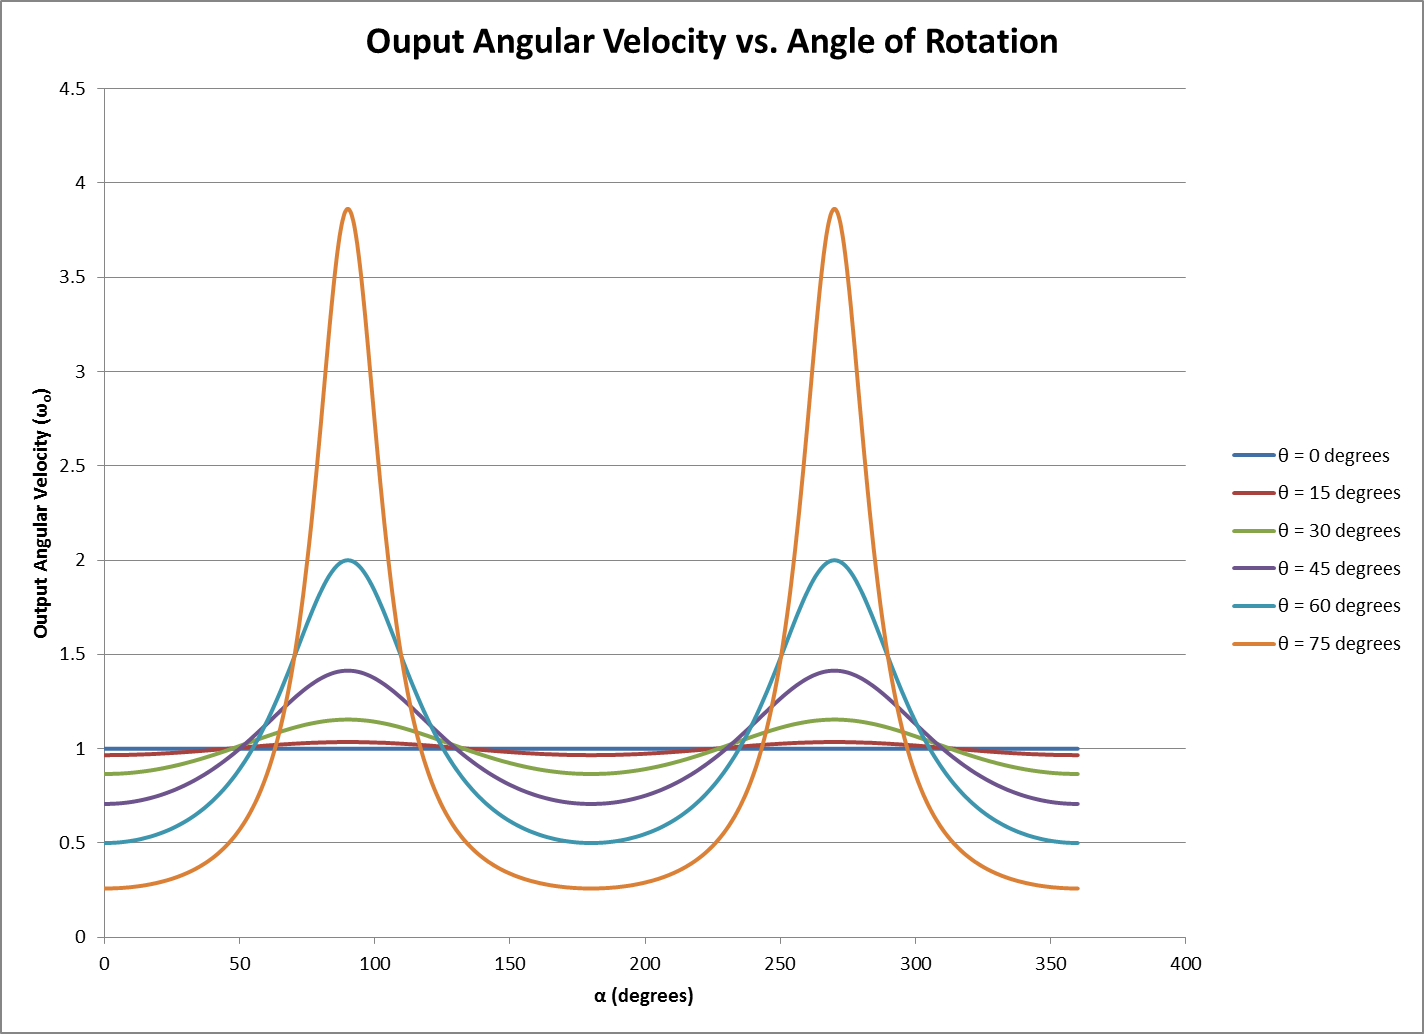 Ouput Angular Velocity vs. Angle of Rotation
4.5
4
3.5
3
2.5
2
1.5
1
0.5
0
0 50 100 150 200 250 300 350 400
Output Angular Velocity (ωₒ)
α (degrees)
θ = 0 degrees
θ = 15 degrees
θ = 30 degrees
θ = 45 degrees
θ = 60 degrees
θ = 75 degrees